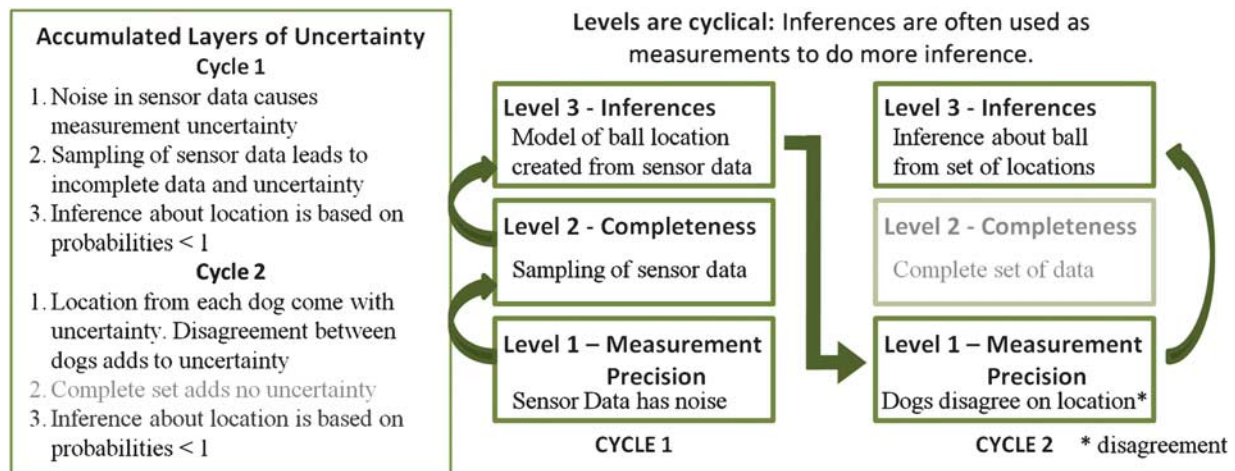 Accumulated Layers of Uncertainty
Cycle 1
1. Noise in sensor data causes
measurement uncertainty
2. Sampling of sensor data leads to
incomplete data and uncertainty
3. Inference about location is based on
probabilities < 1
Cycle 2
1. Location from each dog come with
uncertainty. Disagreement between
dogs adds to uncertainty
2. Complete set adds no uncertainty
3. Inference about location is based on
probabilities < 1
Levels are cyclical: Inferences are often used as
measurements to do more inference.
Level 3 - Inferences
Model of ball location
created from sensor data
Level 2 - Completeness
Sampling of sensor data
Level 1 – Measurement
Precision
Sensor Data has noise
CYCLE 1
Level 3 - Inferences
Inference about ball
from set of locations
Level 2 - Completeness
Complete set of data
Level 1 – Measurement
Precision
Dogs disagree on location*
CYCLE 2
* disagreement